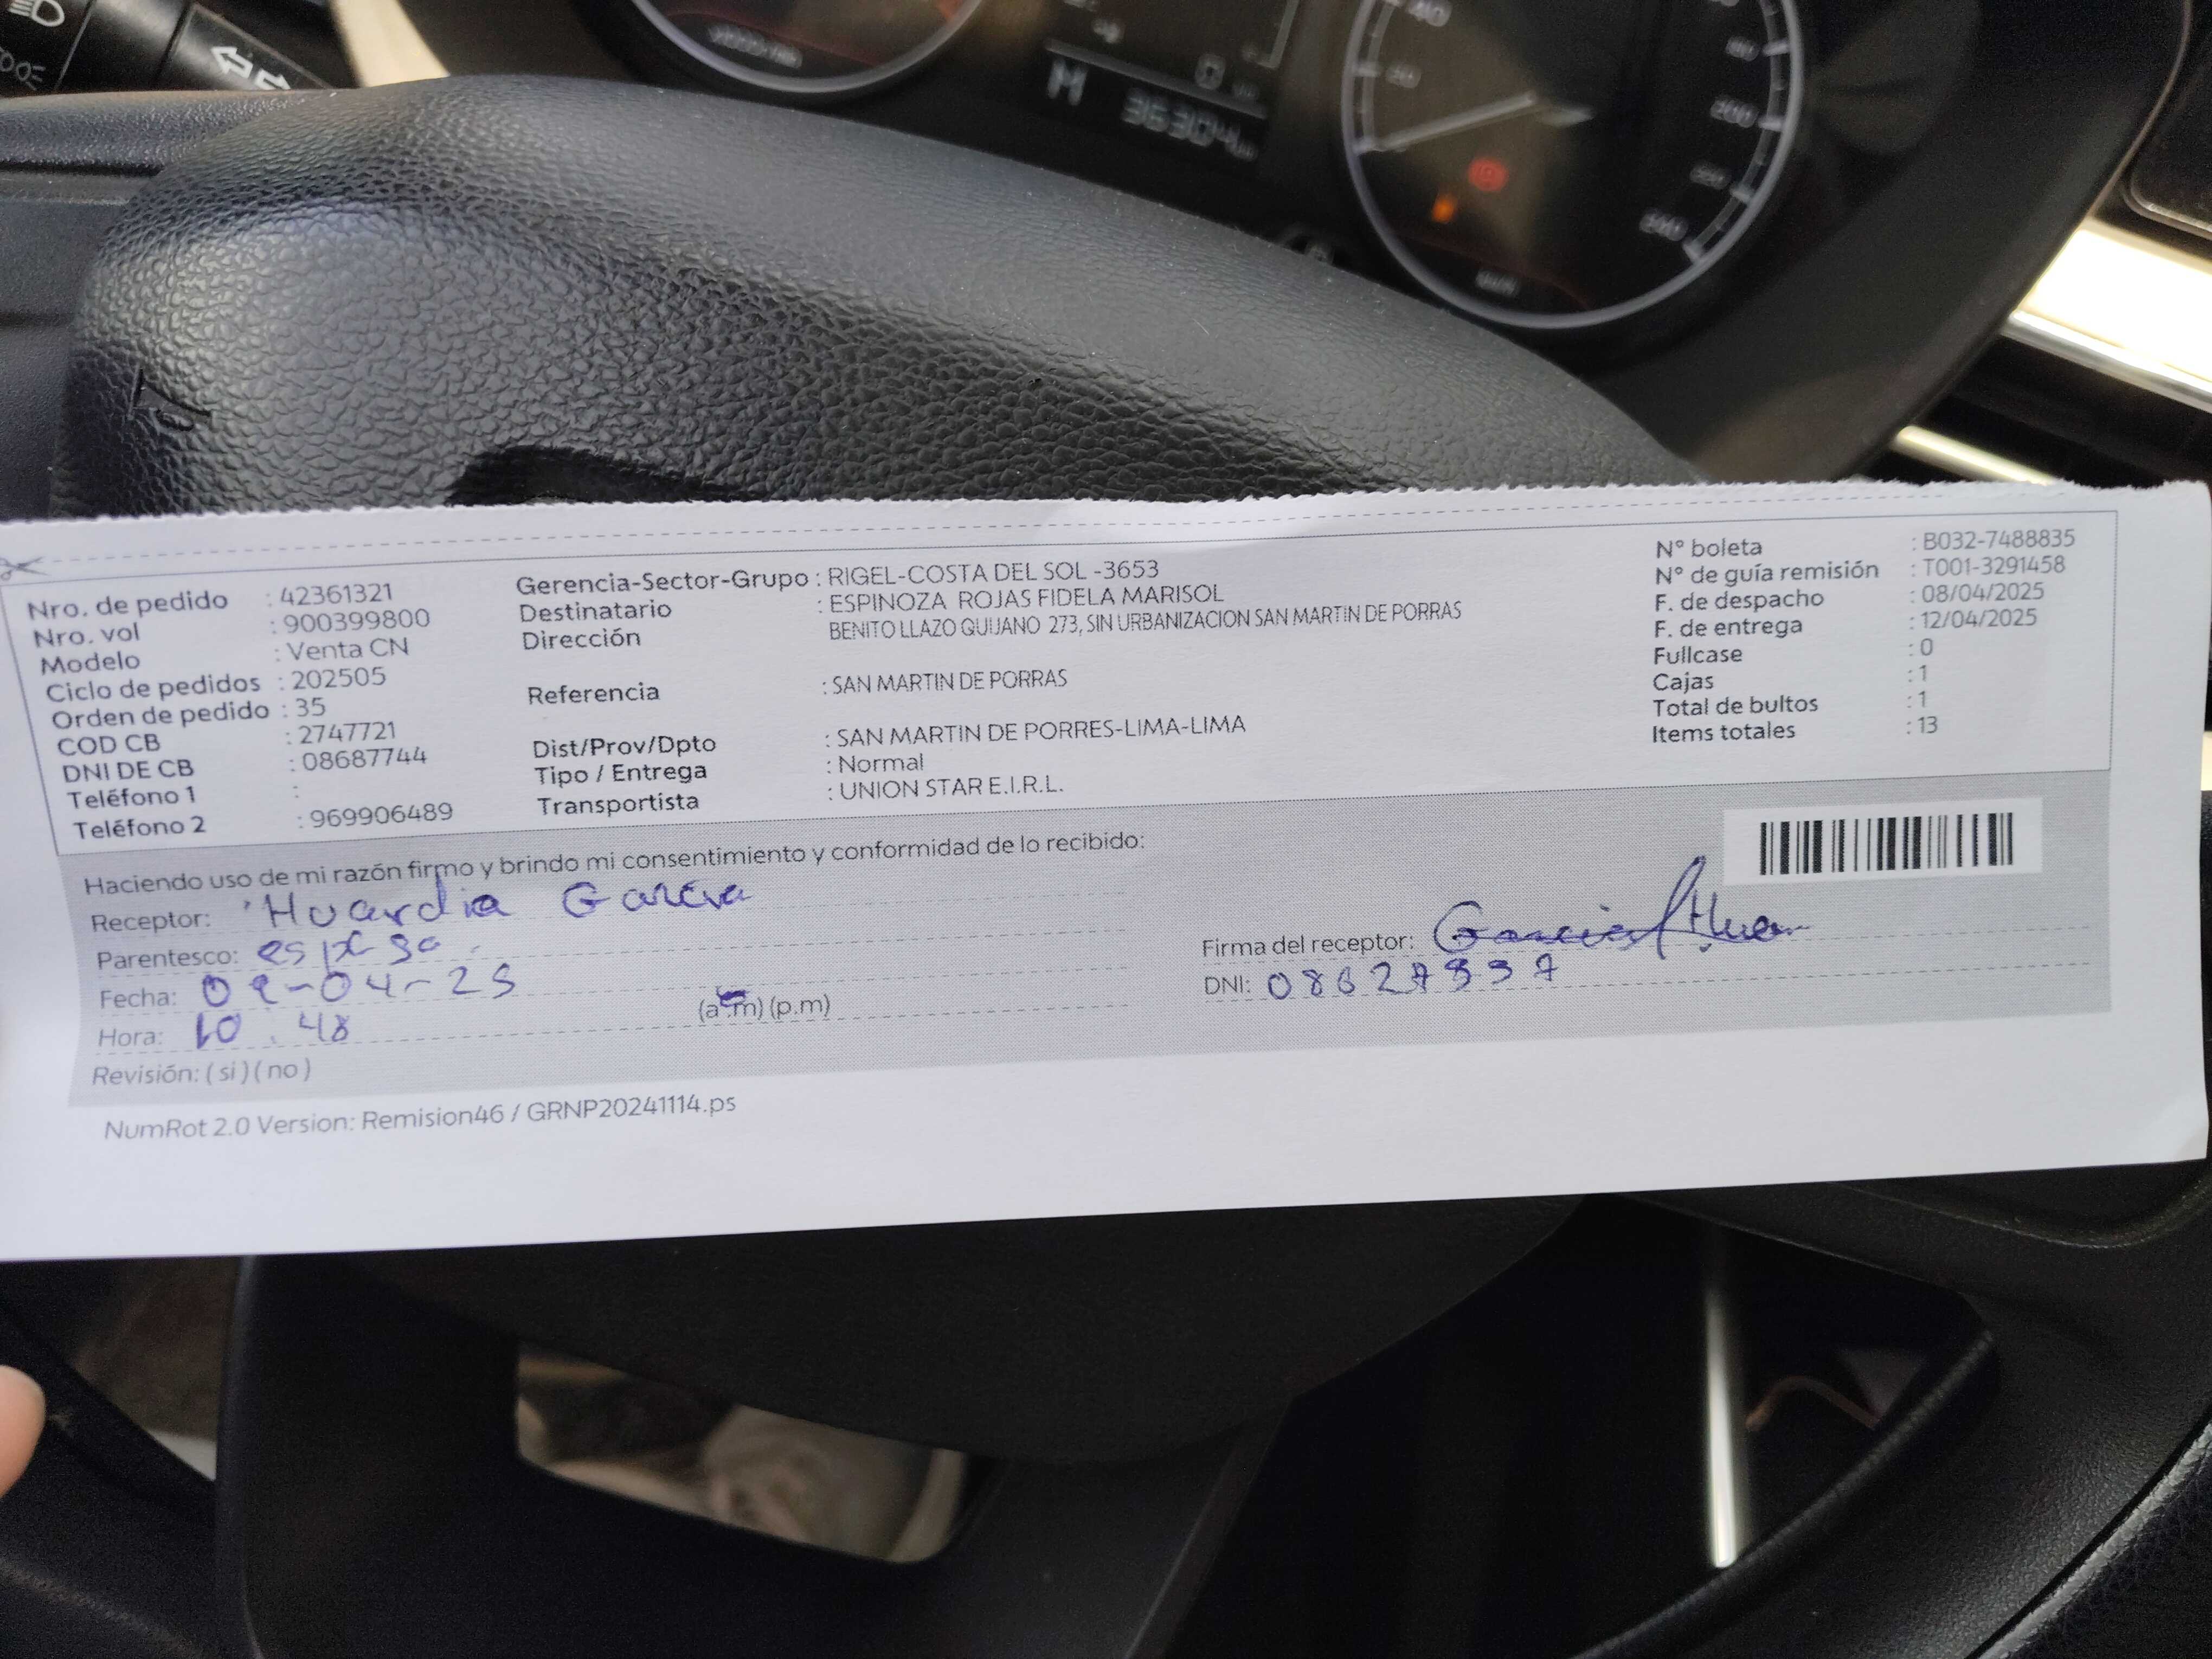 M 36304 km
Nro. de pedido : 42361321
Nro. vol : 900399800
Modelo : Venta CN
Ciclo de pedidos : 202505
Orden de pedido : 35
COD CB : 2747721
DNI DE CB : 08687744
Teléfono 1 :
Teléfono 2 : 969906489
Gerencia-Sector-Grupo : RIGEL-COSTA DEL SOL -3653
Destinatario : ESPINOZA ROJAS FIDELA MARISOL
Dirección BENITO LLAZO QUIJANO 273, SIN URBANIZACION SAN MARTIN DE PORRAS
Referencia : SAN MARTIN DE PORRAS
Dist/Prov/Dpto : SAN MARTIN DE PORRES-LIMA-LIMA
Tipo / Entrega : Normal
Transportista : UNION STAR E.I.R.L.
N° boleta : B032-7488835
N° de guía remisión : T001-3291458
F. de despacho : 08/04/2025
F. de entrega : 12/04/2025
Fullcase : 0
Cajas : 1
Total de bultos : 1
Items totales : 13
Haciendo uso de mi razón firmo y brindo mi consentimiento y conformidad de lo recibido:
Receptor: Garcia
Parentesco: esposo
Fecha: 09-04-25
Hora: 10.48 (a.m) (p.m)
Revisión: ( si ) ( no )
Firma del receptor:
DNI:
NumRot 2.0 Version: Remision46 / GRNP20241114.ps